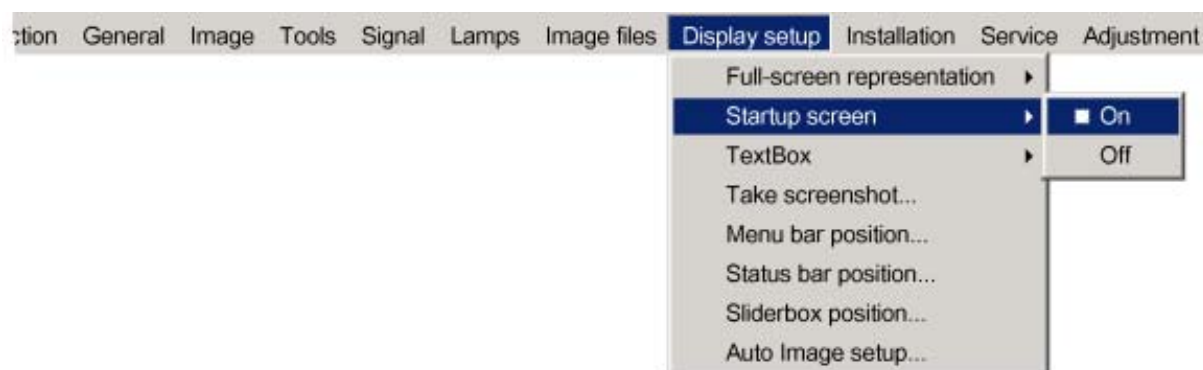 ction General Image Tools Signal Lamps Image files Display setup Installation Service Adjustment
Full-screen representation
Startup screen
On
TextBox
Off
Take screenshot...
Menu bar position...
Status bar position...
Sliderbox position...
Auto Image setup...